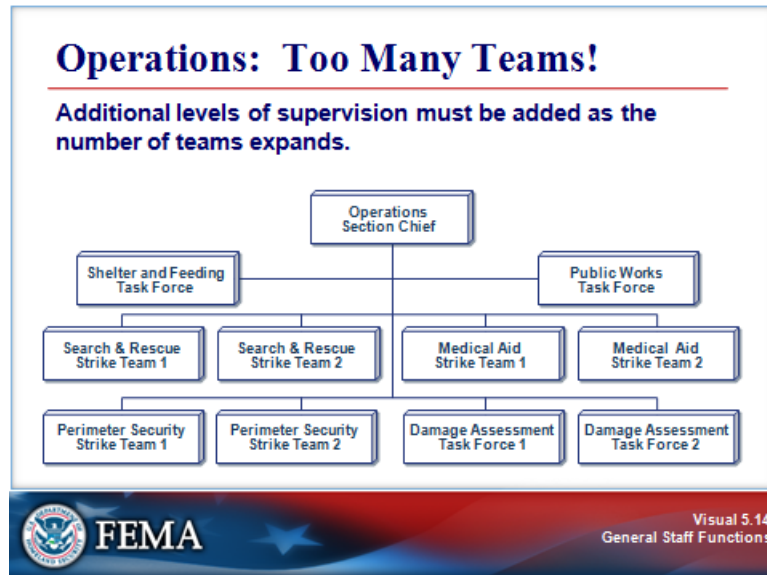 Operations: Too Many Teams!
Additional levels of supervision must be added as the
number of teams expands.
Operations
Section Chief
Shelter and Feeding
Task Force
Public Works
Task Force
Search & Rescue
Strike Team 1
Search & Rescue
Strike Team 2
Medical Aid
Strike Team 1
Medical Aid
Strike Team 2
Perimeter Security
Strike Team 1
Perimeter Security
Strike Team 2
Damage Assessment
Task Force 1
Damage Assessment
Task Force 2
FEMA
Visual 5.14
General Staff Functions